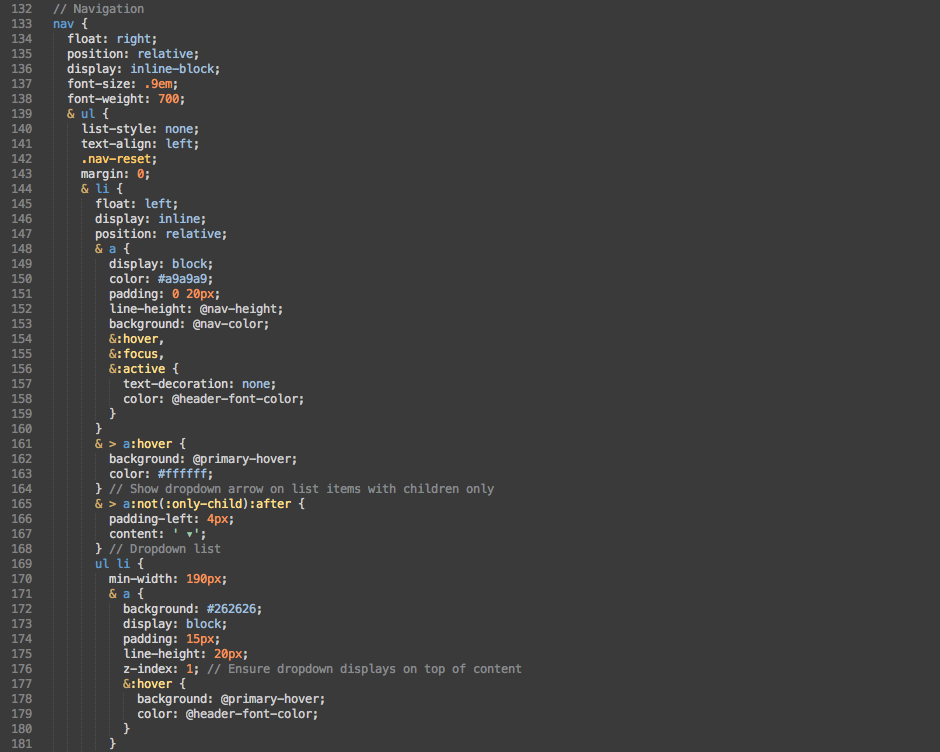 132 // Navigation
133 nav {
134   float: right;
135   position: relative;
136   display: inline-block;
137   font-size: .9em;
138   font-weight: 700;
139   & ul {
140     list-style: none;
141     text-align: left;
142     .nav-reset;
143     margin: 0;
144     & li {
145       float: left;
146       display: inline;
147       position: relative;
148       & a {
149         display: block;
150         color: #a9a9a9;
151         padding: 0 20px;
152         line-height: @nav-height;
153         background: @nav-color;
154         &:hover,
155         &:focus,
156         &:active {
157           text-decoration: none;
158           color: @header-font-color;
159         }
160       }
161       & > a:hover {
162         background: @primary-hover;
163         color: #ffffff;
164       } // Show dropdown arrow on list items with children only
165       & > a:not(:only-child):after {
166         padding-left: 4px;
167         content: ' ▾';
168       } // Dropdown list
169       ul li {
170         min-width: 190px;
171         & a {
172           background: #262626;
173           display: block;
174           padding: 15px;
175           line-height: 20px;
176           z-index: 1; // Ensure dropdown displays on top of content
177           &:hover {
178             background: @primary-hover;
179             color: @header-font-color;
180           }
181         }